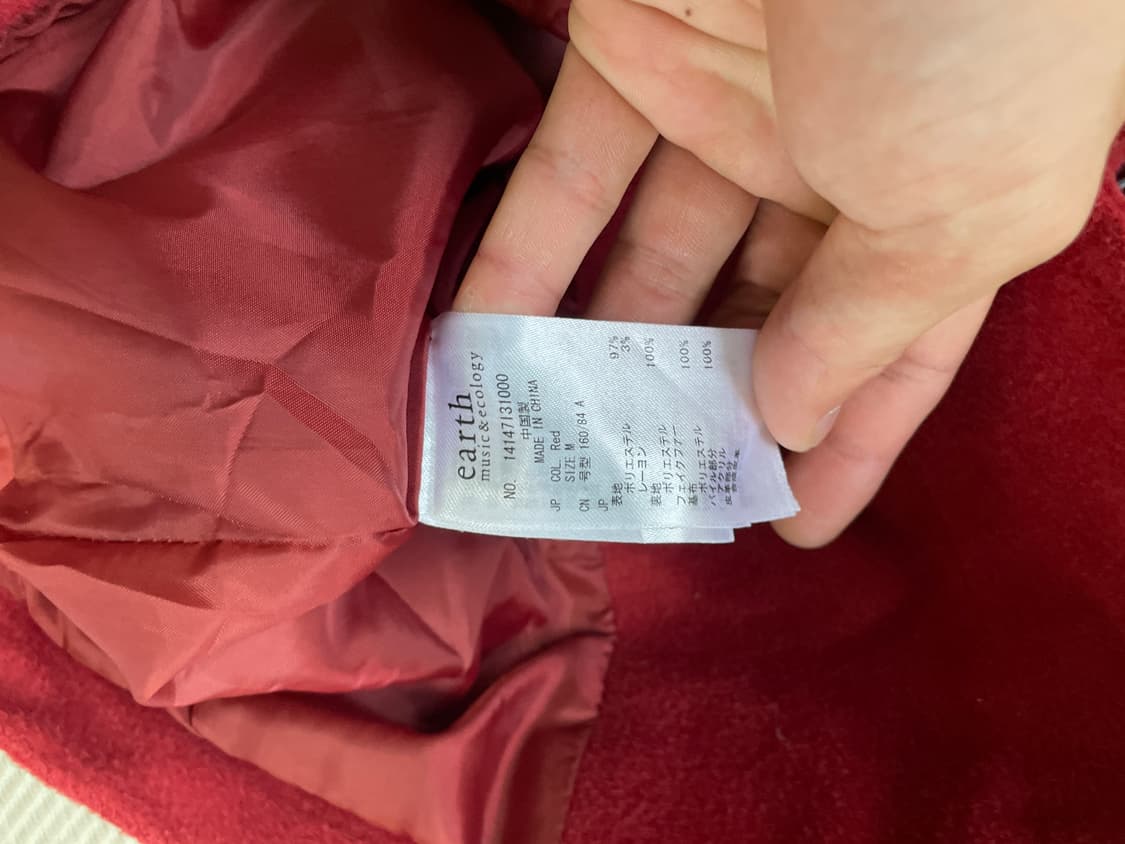 earth
music&ecology
NO. 14147131000
中国製
MADE IN CHINA
JP COL. Red
SIZE M
CN 号型 160/84 A
JP
表地 ポリエステル 97%
レーヨン 3%
裏地 ポリエステル 100%
フェイクファー
基布 ポリエステル 100%
パイル部分
アクリル 100%